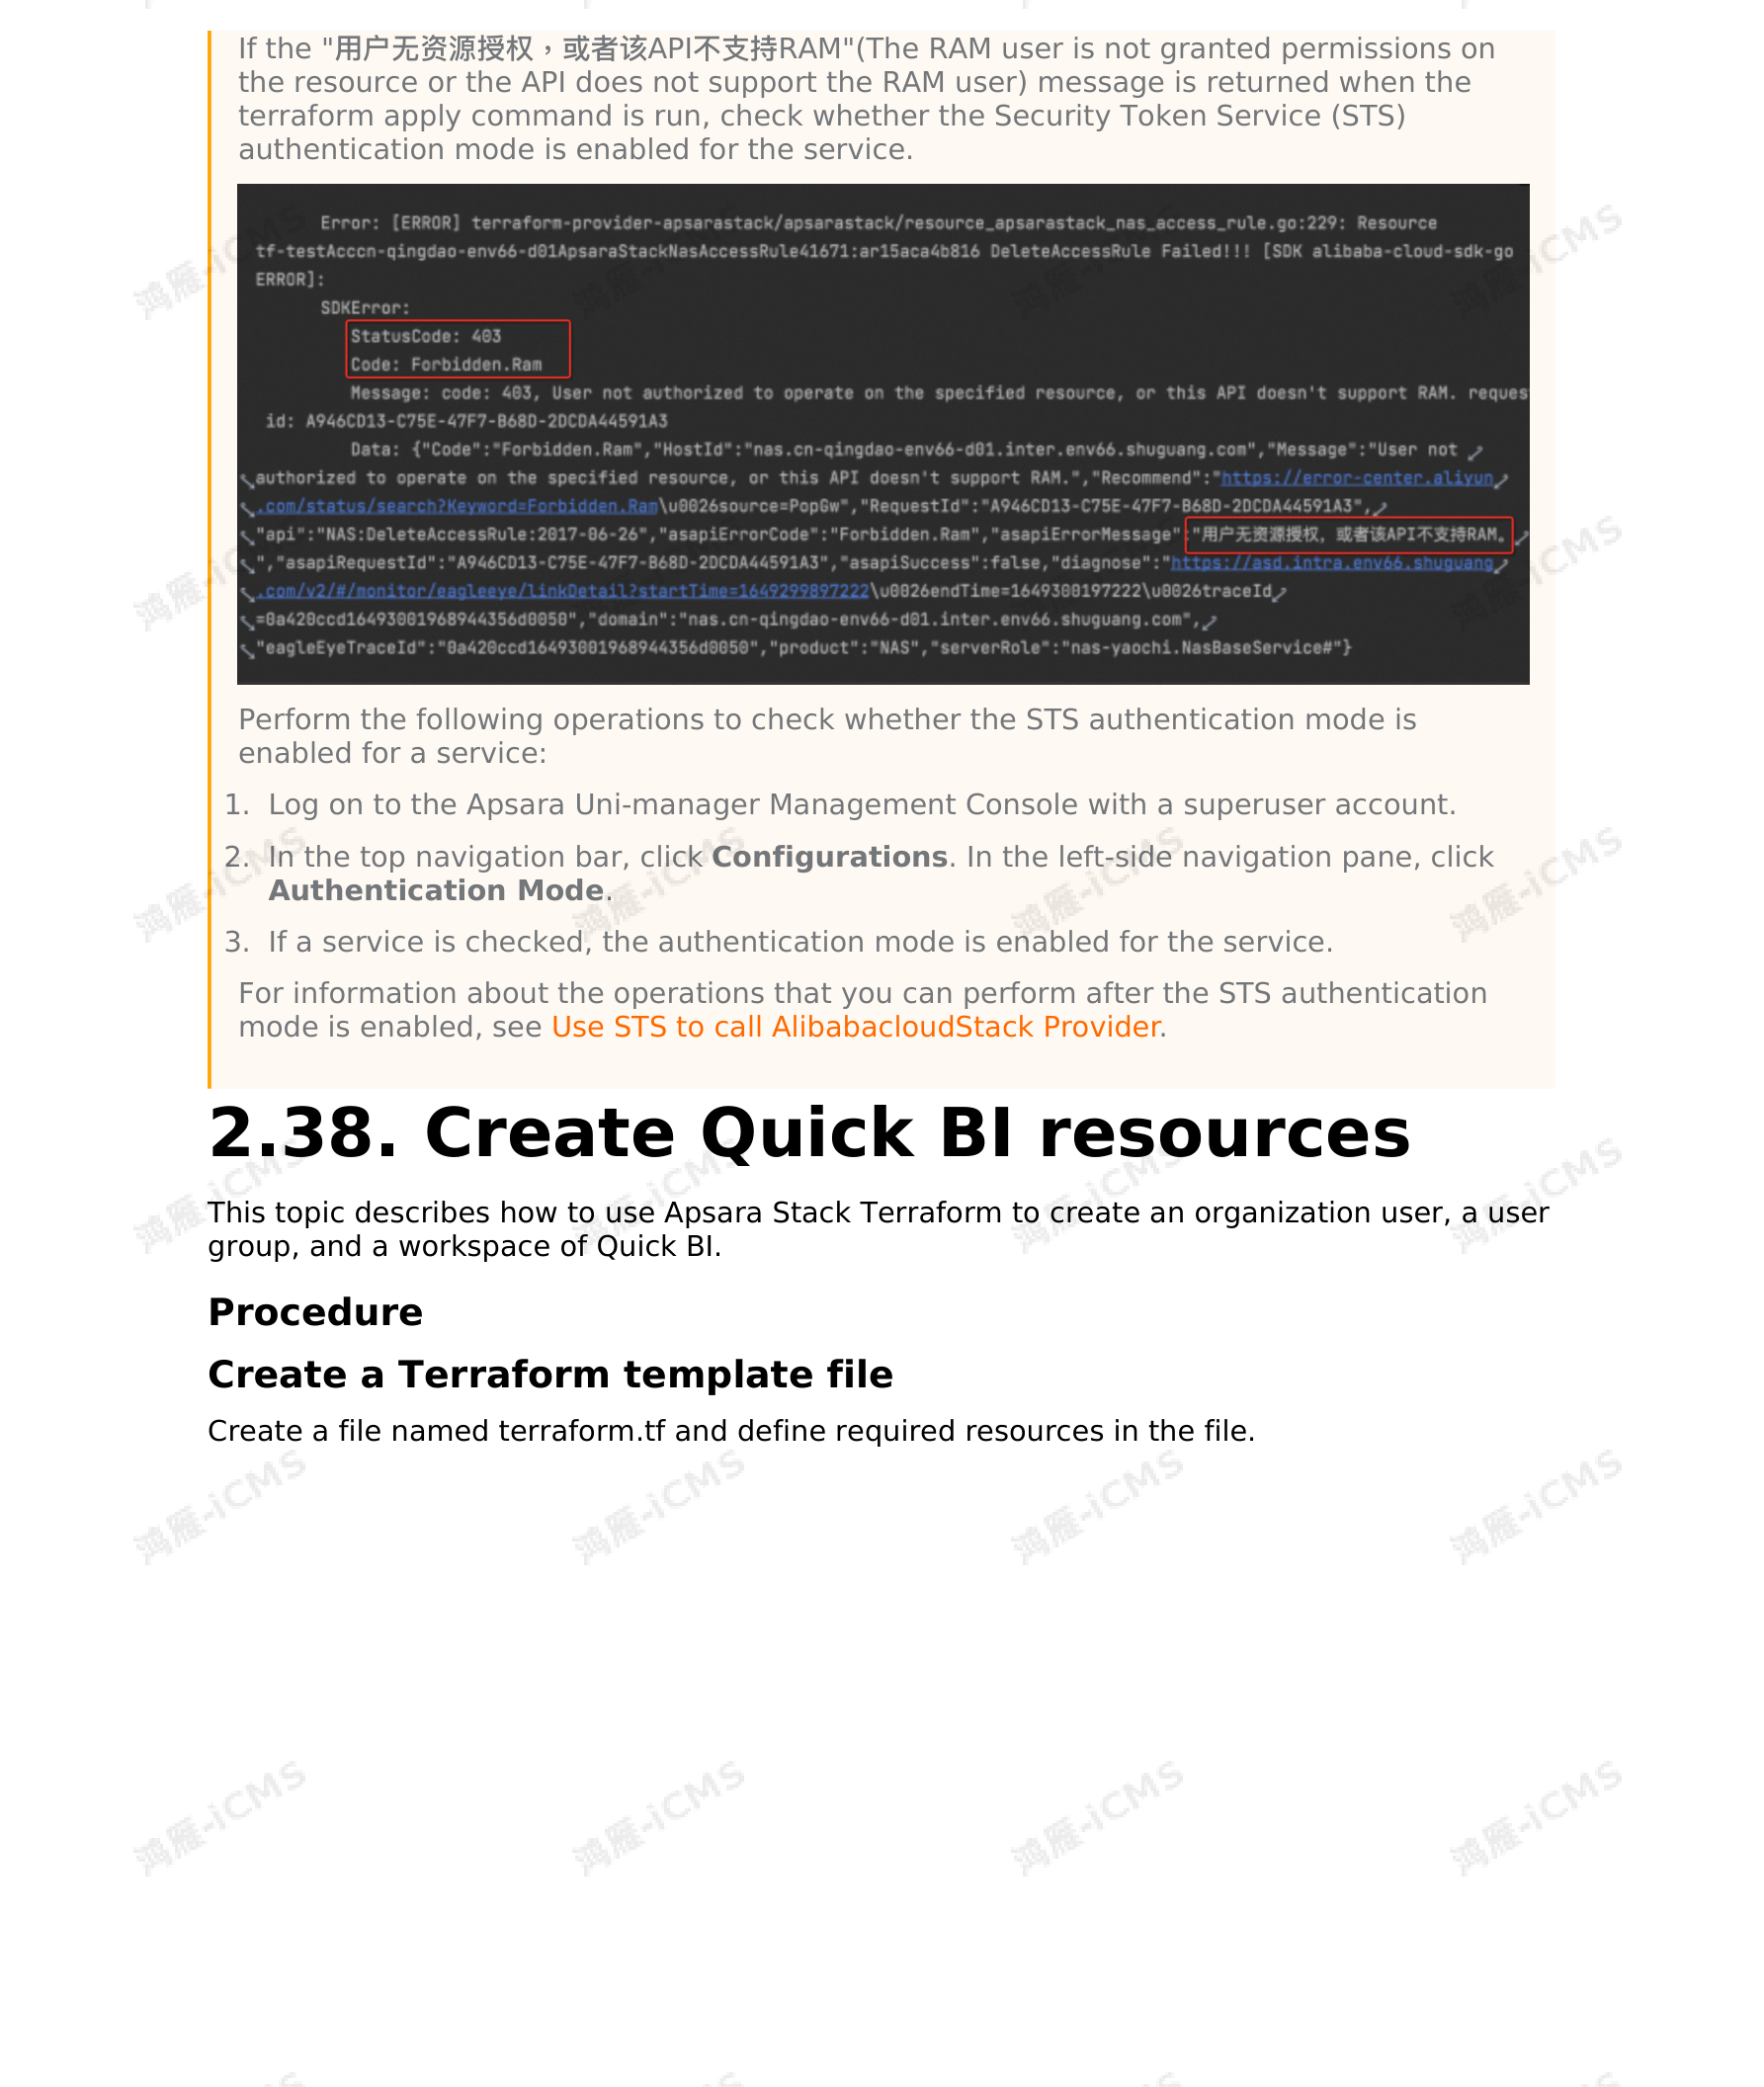 If the "用户无资源授权，或者该API不支持RAM"(The RAM user is not granted permissions on
the resource or the API does not support the RAM user) message is returned when the
terraform apply command is run, check whether the Security Token Service (STS)
authentication mode is enabled for the service.
Error: [ERROR] terraform-provider-apsarastack/apsarastack/resource_apsarastack_nas_access_rule.go:229: Resource
tf-testAcccn-qingdao-env66-d01ApsaraStackNasAccessRule41671:ar15aca4b816 DeleteAccessRule Failed!!! [SDK alibaba-cloud-sdk-go
ERROR]:
SDKError:
StatusCode: 403
Code: Forbidden.Ram
Message: code: 403, User not authorized to operate on the specified resource, or this API doesn't support RAM. reques
id: A946CD13-C75E-47F7-B68D-2DCDA44591A3
Data: {"Code":"Forbidden.Ram","HostId":"nas.cn-qingdao-env66-d01.inter.env66.shuguang.com","Message":"User not
authorized to operate on the specified resource, or this API doesn't support RAM.","Recommend":"https://error-center.aliyun
.com/status/search?Keyword=Forbidden.Ram\u0026source=PopGw","RequestId":"A946CD13-C75E-47F7-B68D-2DCDA44591A3",
"api":"NAS:DeleteAccessRule:2017-06-26","asapiErrorCode":"Forbidden.Ram","asapiErrorMessage":"用户无资源授权，或者该API不支持RAM。
","asapiRequestId":"A946CD13-C75E-47F7-B68D-2DCDA44591A3","asapiSuccess":false,"diagnose":"https://asd.intra.env66.shuguang
.com/v2/#/monitor/eagleeye/linkDetail?startTime=1649299897222\u0026endTime=1649300197222\u0026traceId
=0a420ccd16493001968944356d0050","domain":"nas.cn-qingdao-env66-d01.inter.env66.shuguang.com",
"eagleEyeTraceId":"0a420ccd16493001968944356d0050","product":"NAS","serverRole":"nas-yaochi.NasBaseService#"}
Perform the following operations to check whether the STS authentication mode is
enabled for a service:
1. Log on to the Apsara Uni-manager Management Console with a superuser account.
2. In the top navigation bar, click Configurations. In the left-side navigation pane, click
Authentication Mode.
3. If a service is checked, the authentication mode is enabled for the service.
For information about the operations that you can perform after the STS authentication
mode is enabled, see Use STS to call AlibabacloudStack Provider.
2.38. Create Quick BI resources
This topic describes how to use Apsara Stack Terraform to create an organization user, a user
group, and a workspace of Quick BI.
Procedure
Create a Terraform template file
Create a file named terraform.tf and define required resources in the file.
鸿雁-iCMS